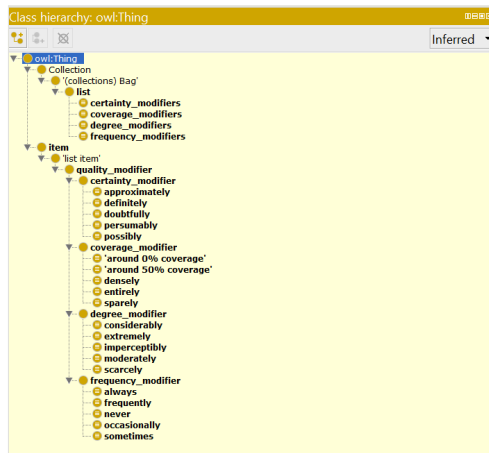 Class hierarchy: owl:Thing
Inferred
owl:Thing
Collection
'(collections) Bag'
list
certainty_modifiers
coverage_modifiers
degree_modifiers
frequency_modifiers
item
'list item'
quality_modifier
certainty_modifier
approximately
definitely
doubtfully
persumably
possibly
coverage_modifier
'around 0% coverage'
'around 50% coverage'
densely
entirely
sparely
degree_modifier
considerably
extremely
imperceptibly
moderately
scarcely
frequency_modifier
always
frequently
never
occasionally
sometimes